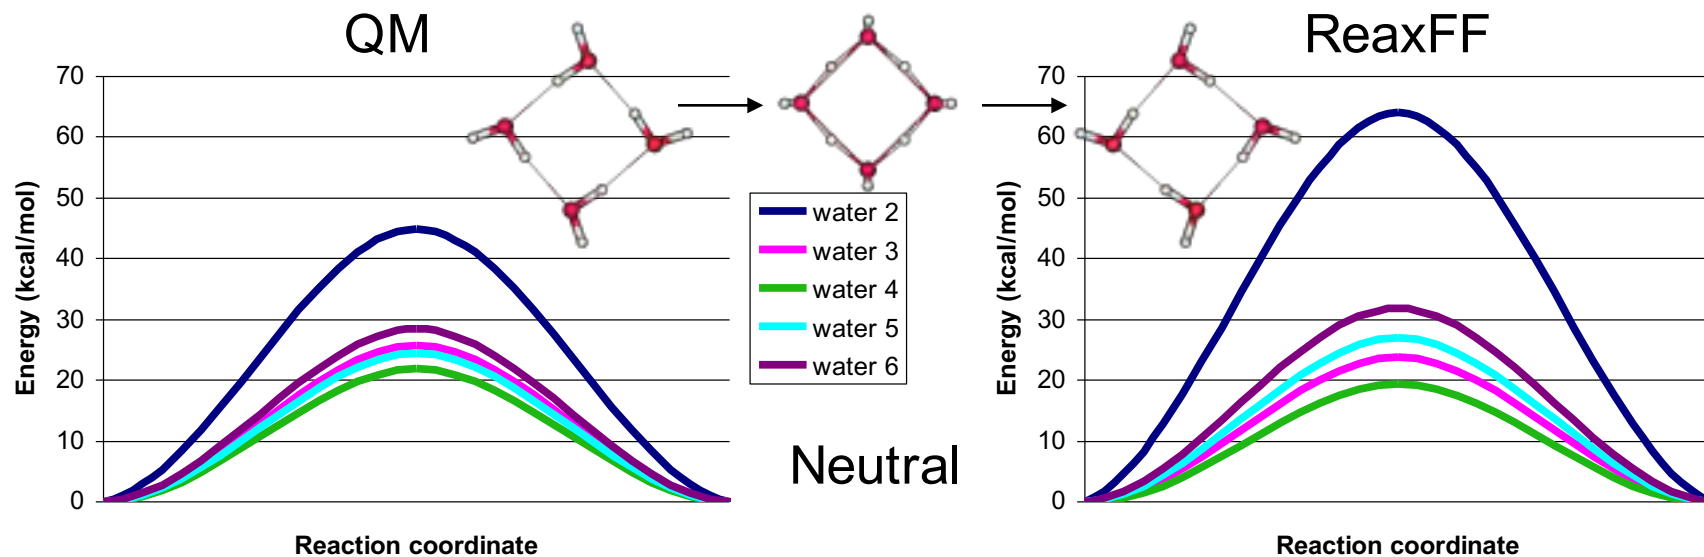 QM
70
60
50
40
30
20
10
0
Energy (kcal/mol)
Reaction coordinate
water 2
water 3
water 4
water 5
water 6
Neutral
ReaxFF
70
60
50
40
30
20
10
0
Energy (kcal/mol)
Reaction coordinate